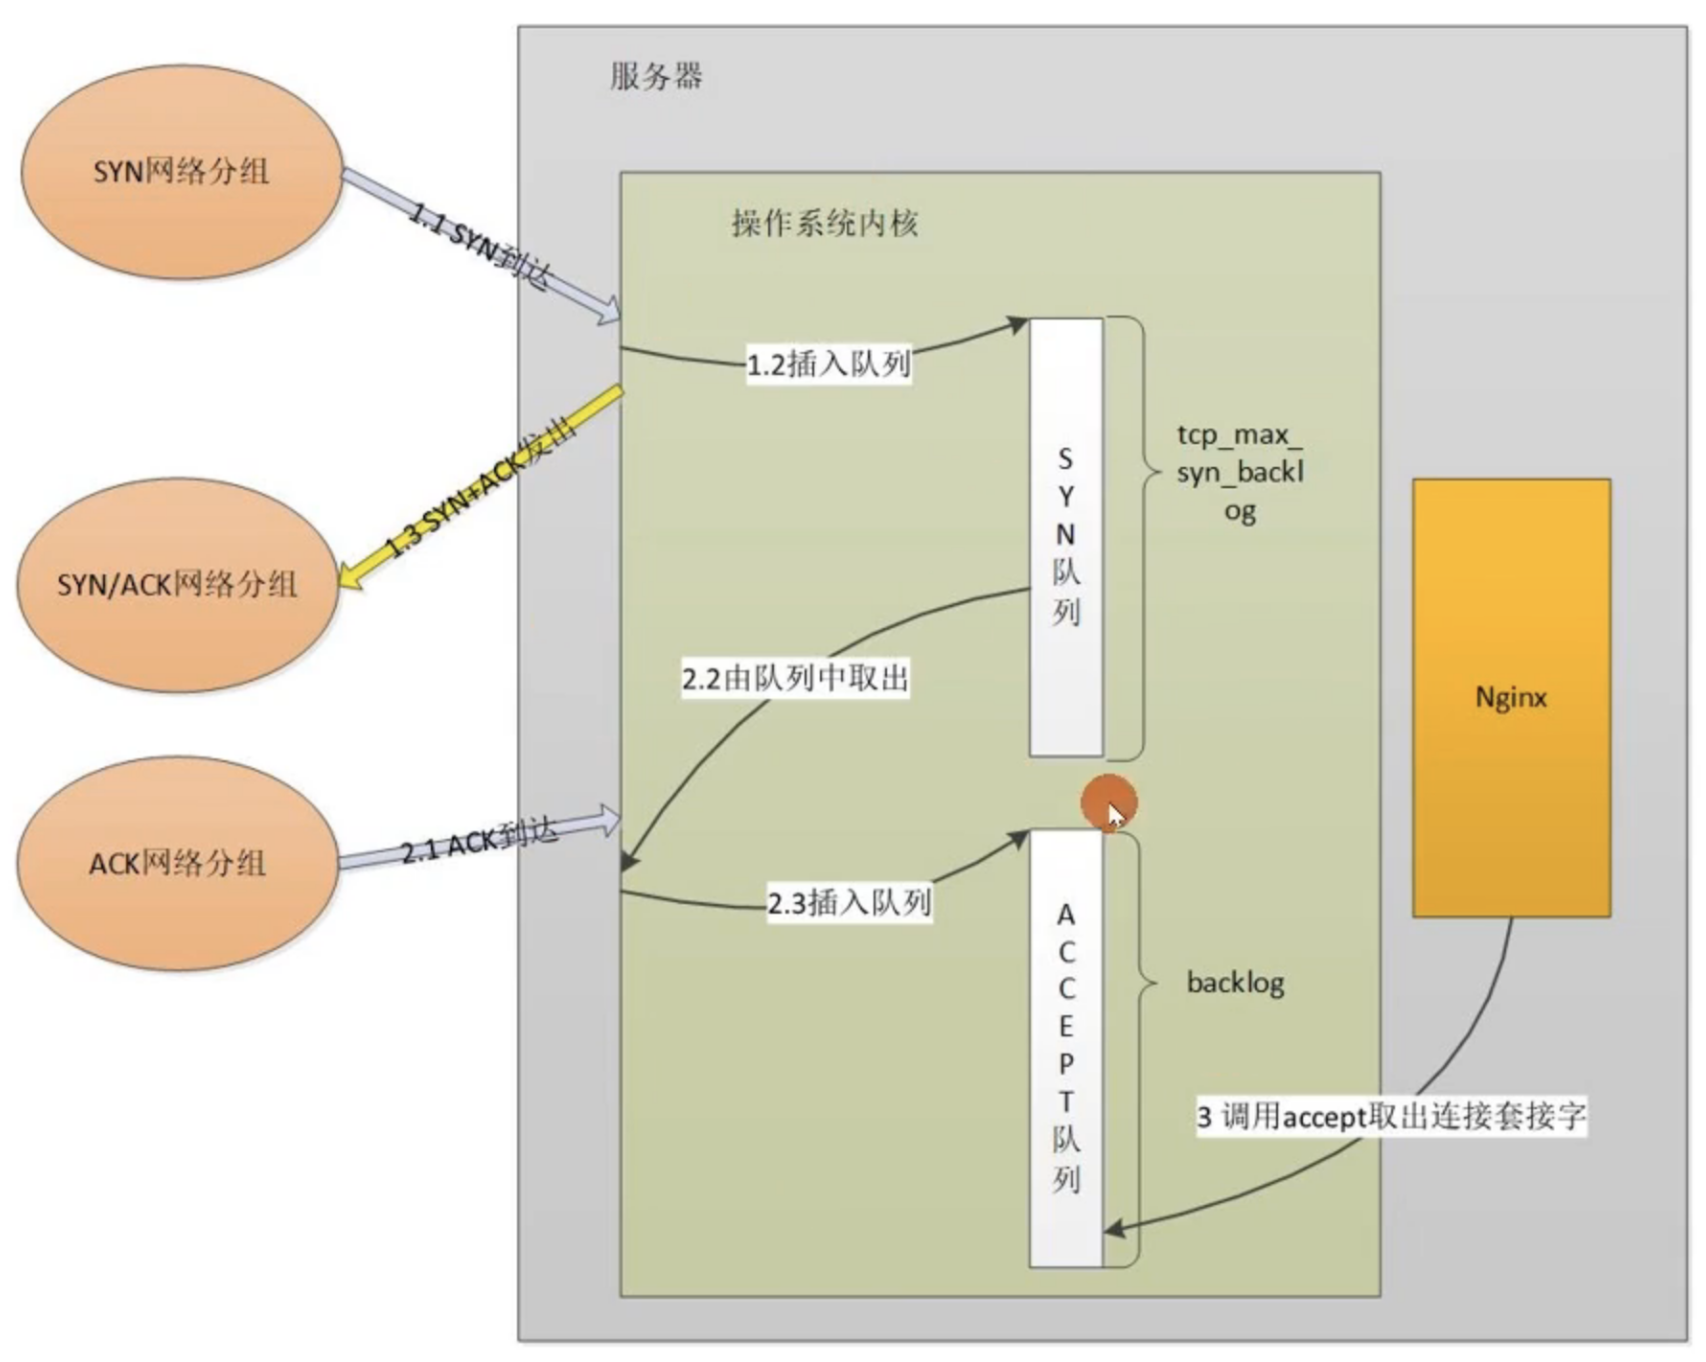 服务器
SYN网络分组
操作系统内核
1.1 SYN到达
1.2插入队列
1.3 SYN+ACK发出
SYN队列
tcp_max_
syn_backl
og
SYN/ACK网络分组
2.2由队列中取出
Nginx
2.1 ACK到达
ACK网络分组
2.3插入队列
ACCEPT队列
backlog
3 调用accept取出连接套接字